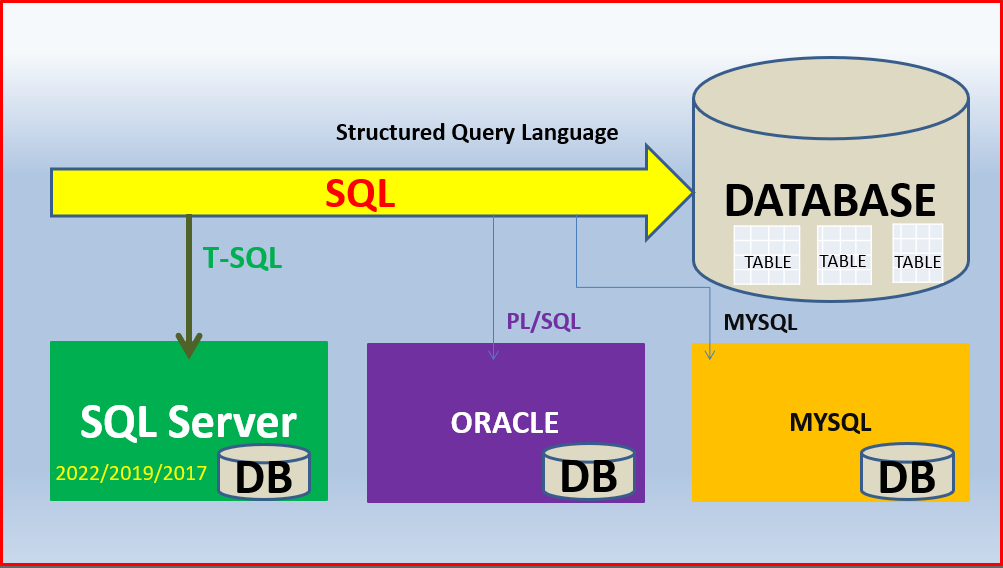 Structured Query Language
SQL
DATABASE
TABLE TABLE TABLE
T-SQL
PL/SQL
MYSQL
SQL Server
2022/2019/2017
DB
ORACLE
DB
MYSQL
DB